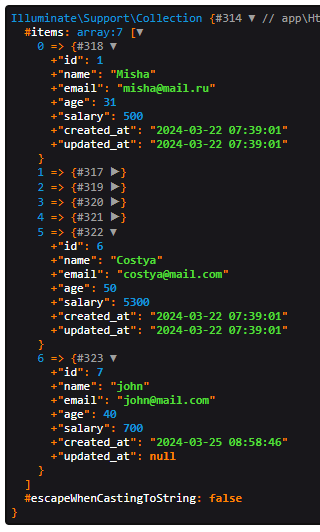 Illuminate\Support\Collection {#314 ▼ // app\Ht
#items: array:7 [▼
0 => {#318 ▼
+"id": 1
+"name": "Misha"
+"email": "misha@mail.ru"
+"age": 31
+"salary": 500
+"created_at": "2024-03-22 07:39:01"
+"updated_at": "2024-03-22 07:39:01"
}
1 => {#317 ▶}
2 => {#319 ▶}
3 => {#320 ▶}
4 => {#321 ▶}
5 => {#322 ▼
+"id": 6
+"name": "Costya"
+"email": "costya@mail.com"
+"age": 50
+"salary": 5300
+"created_at": "2024-03-22 07:39:01"
+"updated_at": "2024-03-22 07:39:01"
}
6 => {#323 ▼
+"id": 7
+"name": "john"
+"email": "john@mail.com"
+"age": 40
+"salary": 700
+"created_at": "2024-03-25 08:58:46"
+"updated_at": null
}
]
#escapeWhenCastingToString: false
}